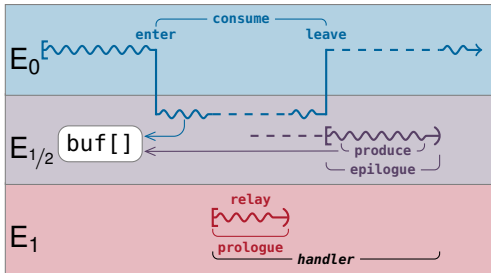 consume
enter
leave
E0
E1/2
buf[]
produce
epilogue
relay
E1
prologue
handler